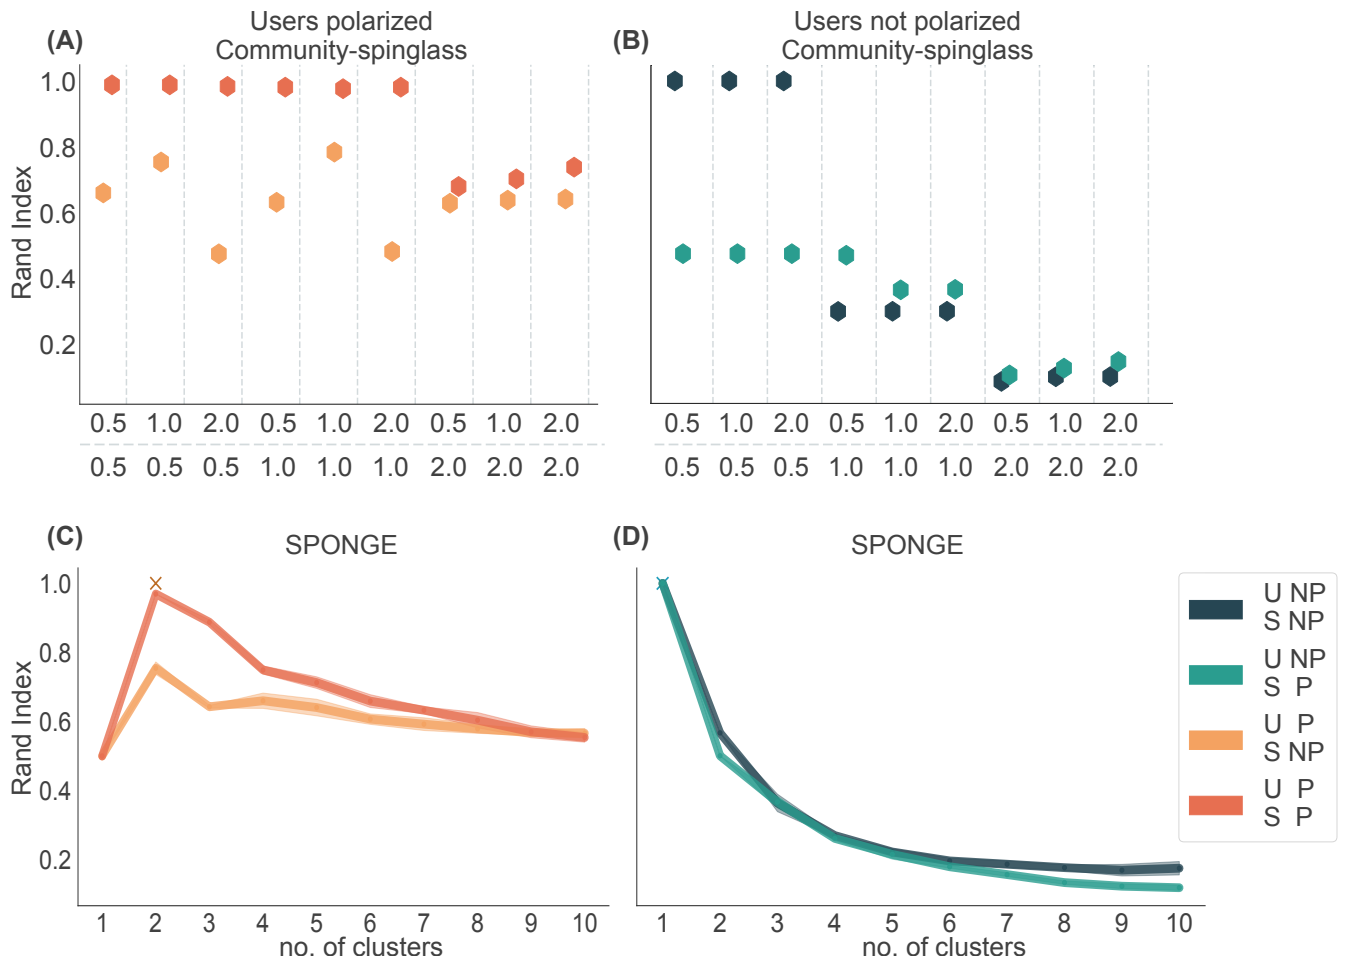 (A)
Users polarized
Community-spinglass
Rand Index
1.0
0.8
0.6
0.4
0.2
0.5 1.0 2.0 0.5 1.0 2.0 0.5 1.0 2.0
0.5 0.5 0.5 1.0 1.0 1.0 2.0 2.0 2.0
(B)
Users not polarized
Community-spinglass
0.5 1.0 2.0 0.5 1.0 2.0 0.5 1.0 2.0
0.5 0.5 0.5 1.0 1.0 1.0 2.0 2.0 2.0
(C)
SPONGE
Rand Index
1.0
0.8
0.6
0.4
0.2
1 2 3 4 5 6 7 8 9 10
no. of clusters
(D)
SPONGE
1 2 3 4 5 6 7 8 9 10
no. of clusters
U NP
S NP
U NP
S P
U P
S NP
U P
S P